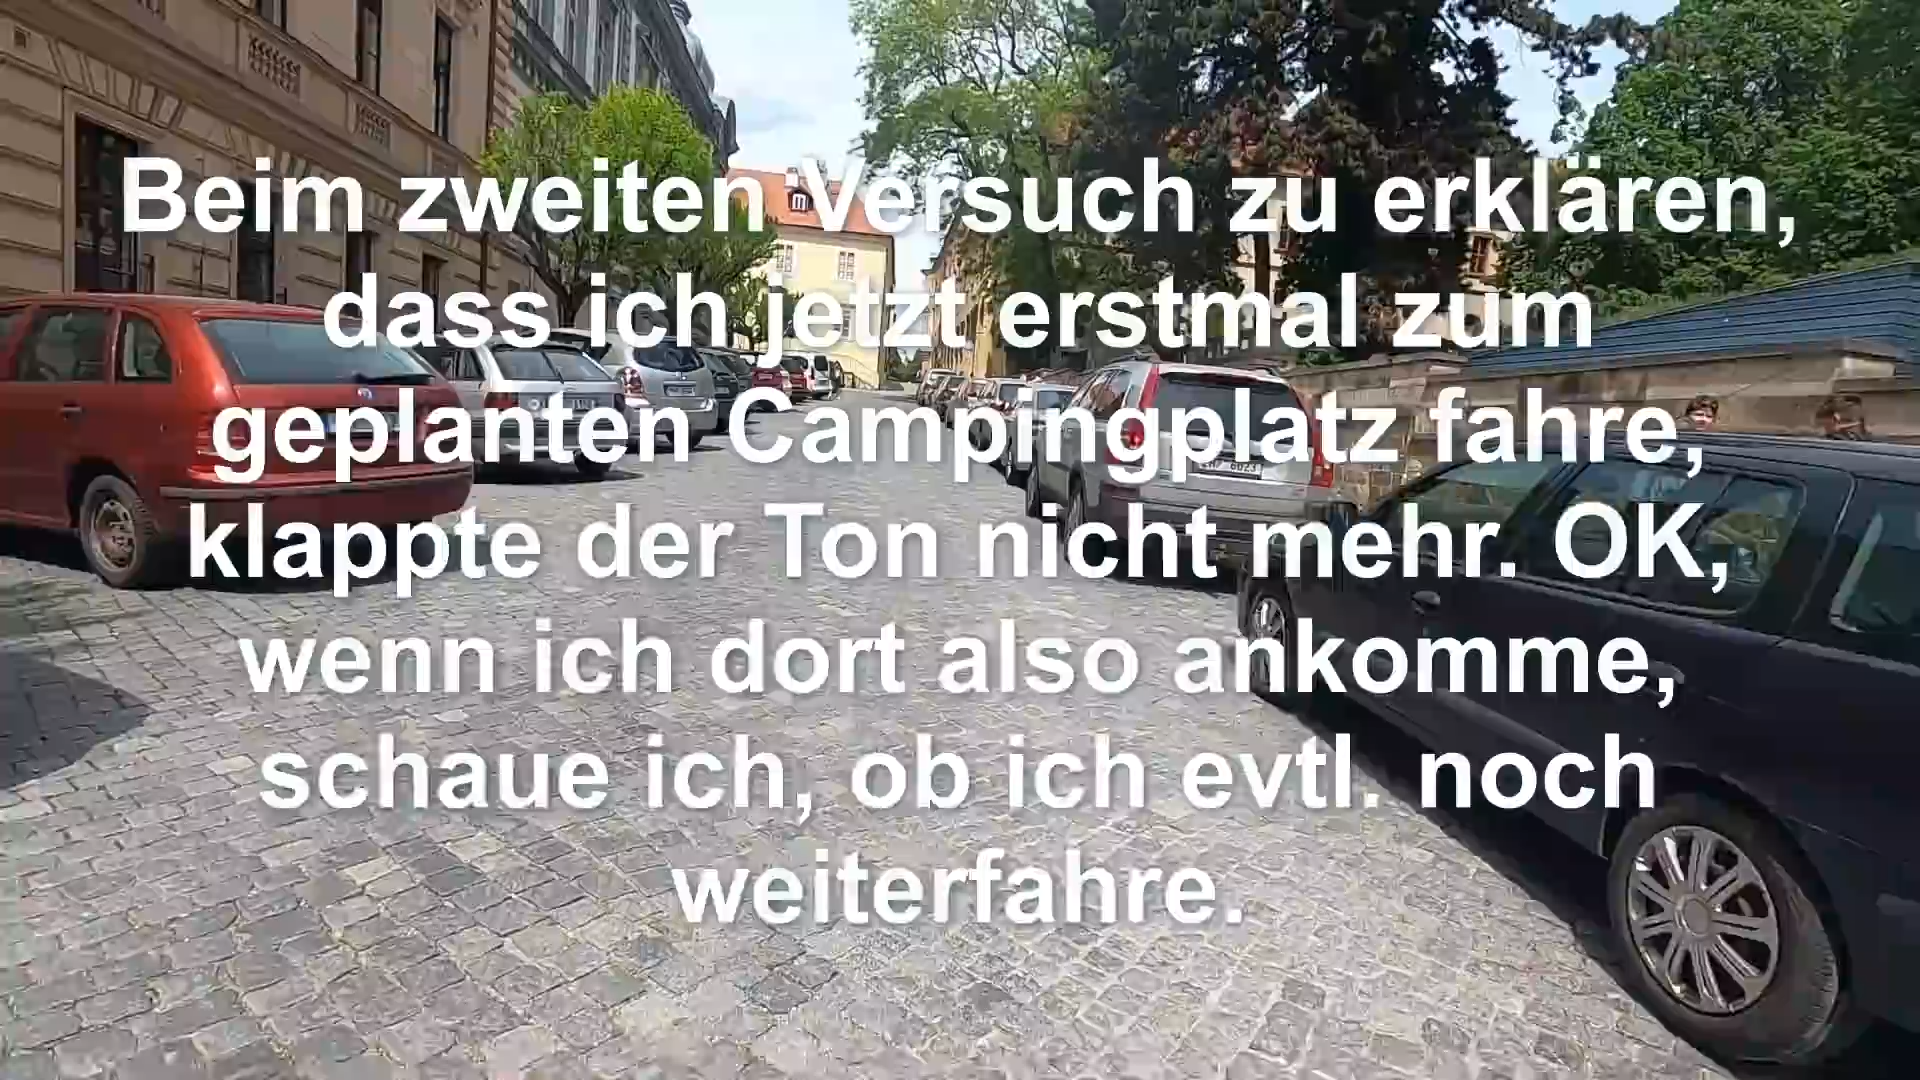 Beim zweiten Versuch zu erklären,
dass ich jetzt erstmal zum
geplanten Campingplatz fahre,
klappte der Ton nicht mehr. OK,
wenn ich dort also ankomme,
schaue ich, ob ich evtl. noch
weiterfahre.